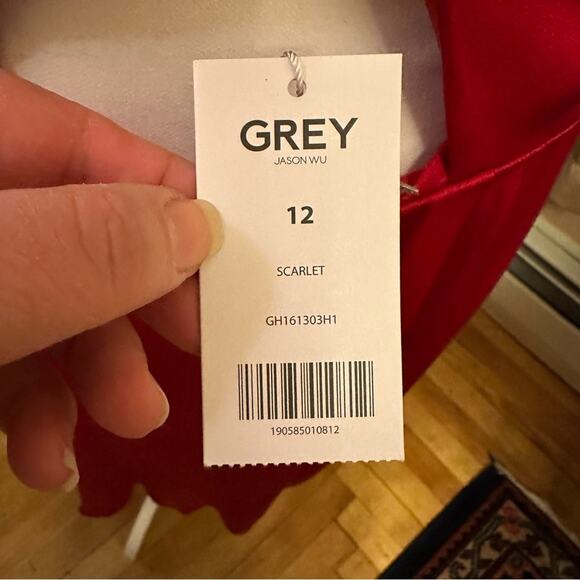 GREY
JASON WU
12
SCARLET
GH161303H1
190585010812